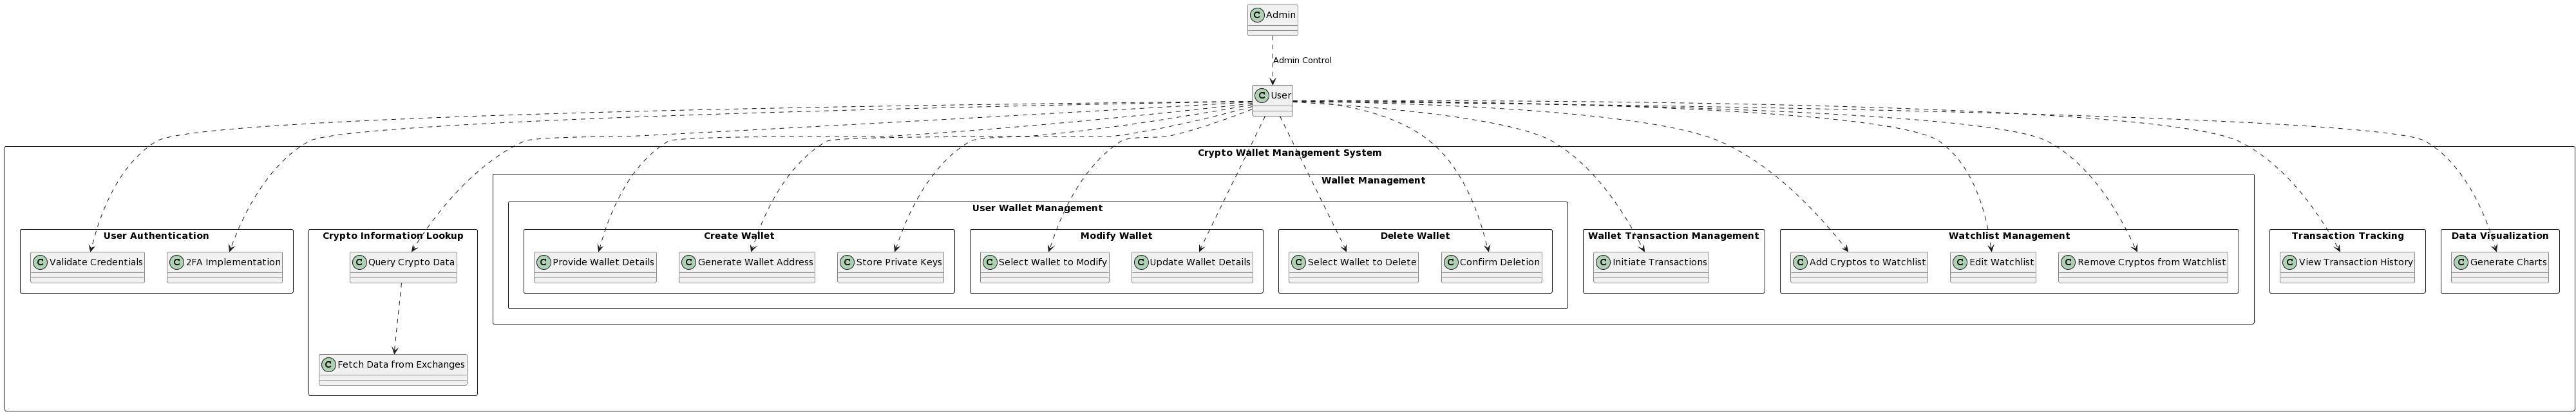 C Admin
Admin Control
C User
Crypto Wallet Management System
Wallet Management
User Wallet Management
User Authentication
C Validate Credentials
C 2FA Implementation
Crypto Information Lookup
C Query Crypto Data
C Fetch Data from Exchanges
Create Wallet
C Provide Wallet Details
C Generate Wallet Address
C Store Private Keys
Modify Wallet
C Select Wallet to Modify
C Update Wallet Details
Delete Wallet
C Select Wallet to Delete
C Confirm Deletion
Wallet Transaction Management
C Initiate Transactions
Watchlist Management
C Add Cryptos to Watchlist
C Edit Watchlist
C Remove Cryptos from Watchlist
Transaction Tracking
C View Transaction History
Data Visualization
C Generate Charts